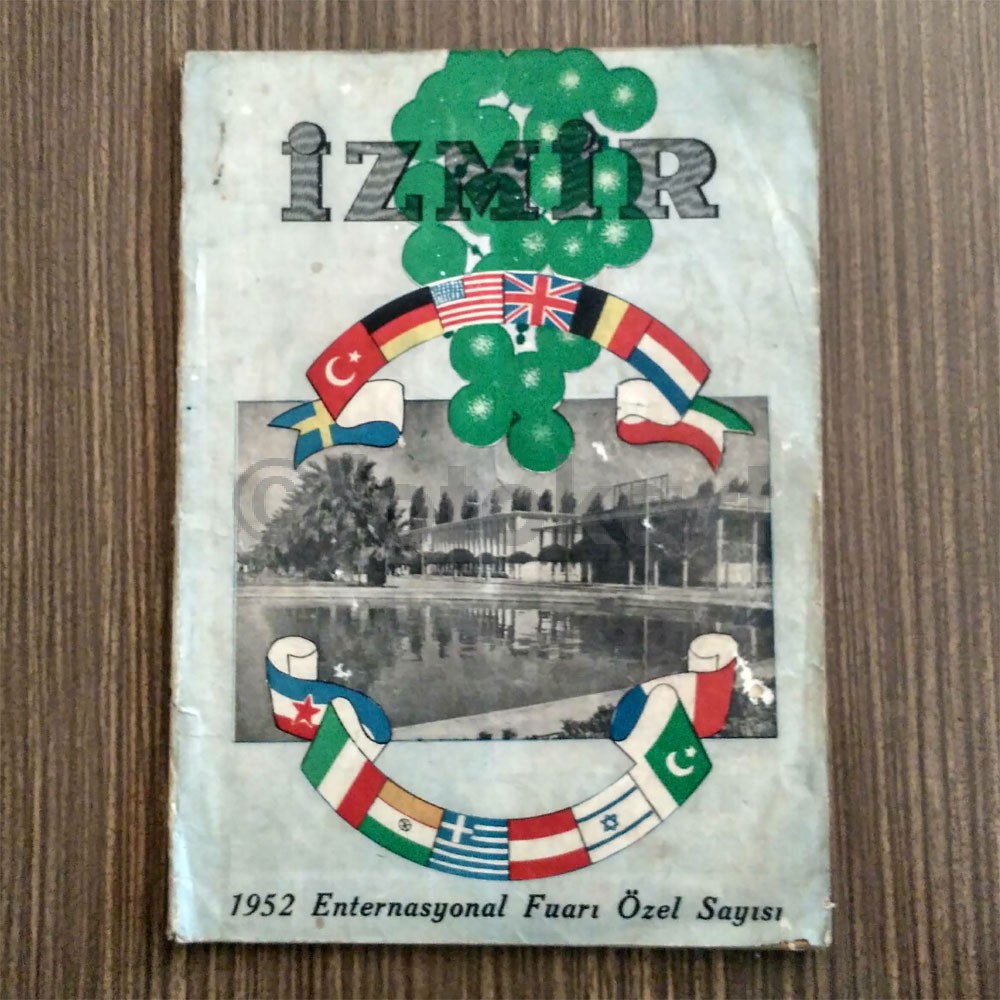 İZMİR
1952 Enternasyonal Fuarı Özel Sayısı